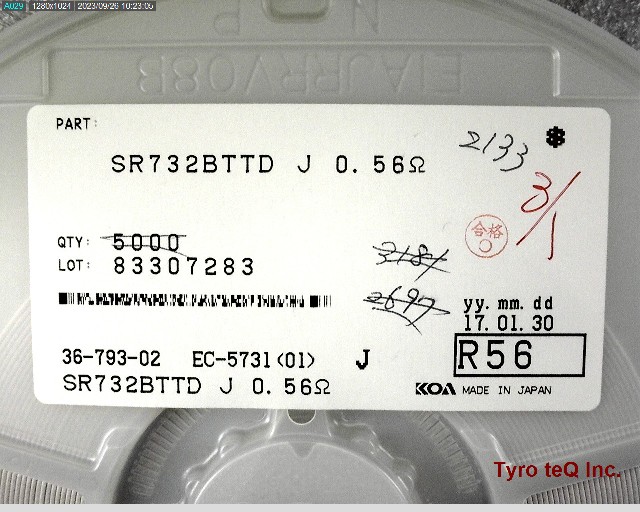 A029 1280x1024 2023/09/26 10:23:05
EIAJRRV08B
PART:
SR732BTTD J 0.56Ω
2133
3/1
合格
QTY: 5000
LOT: 83307283
3181
2697
yy.mm.dd
17.01.30
36-793-02 EC-5731(01) J R56
SR732BTTD J 0.56Ω
KOA MADE IN JAPAN
Tyro teQ Inc.